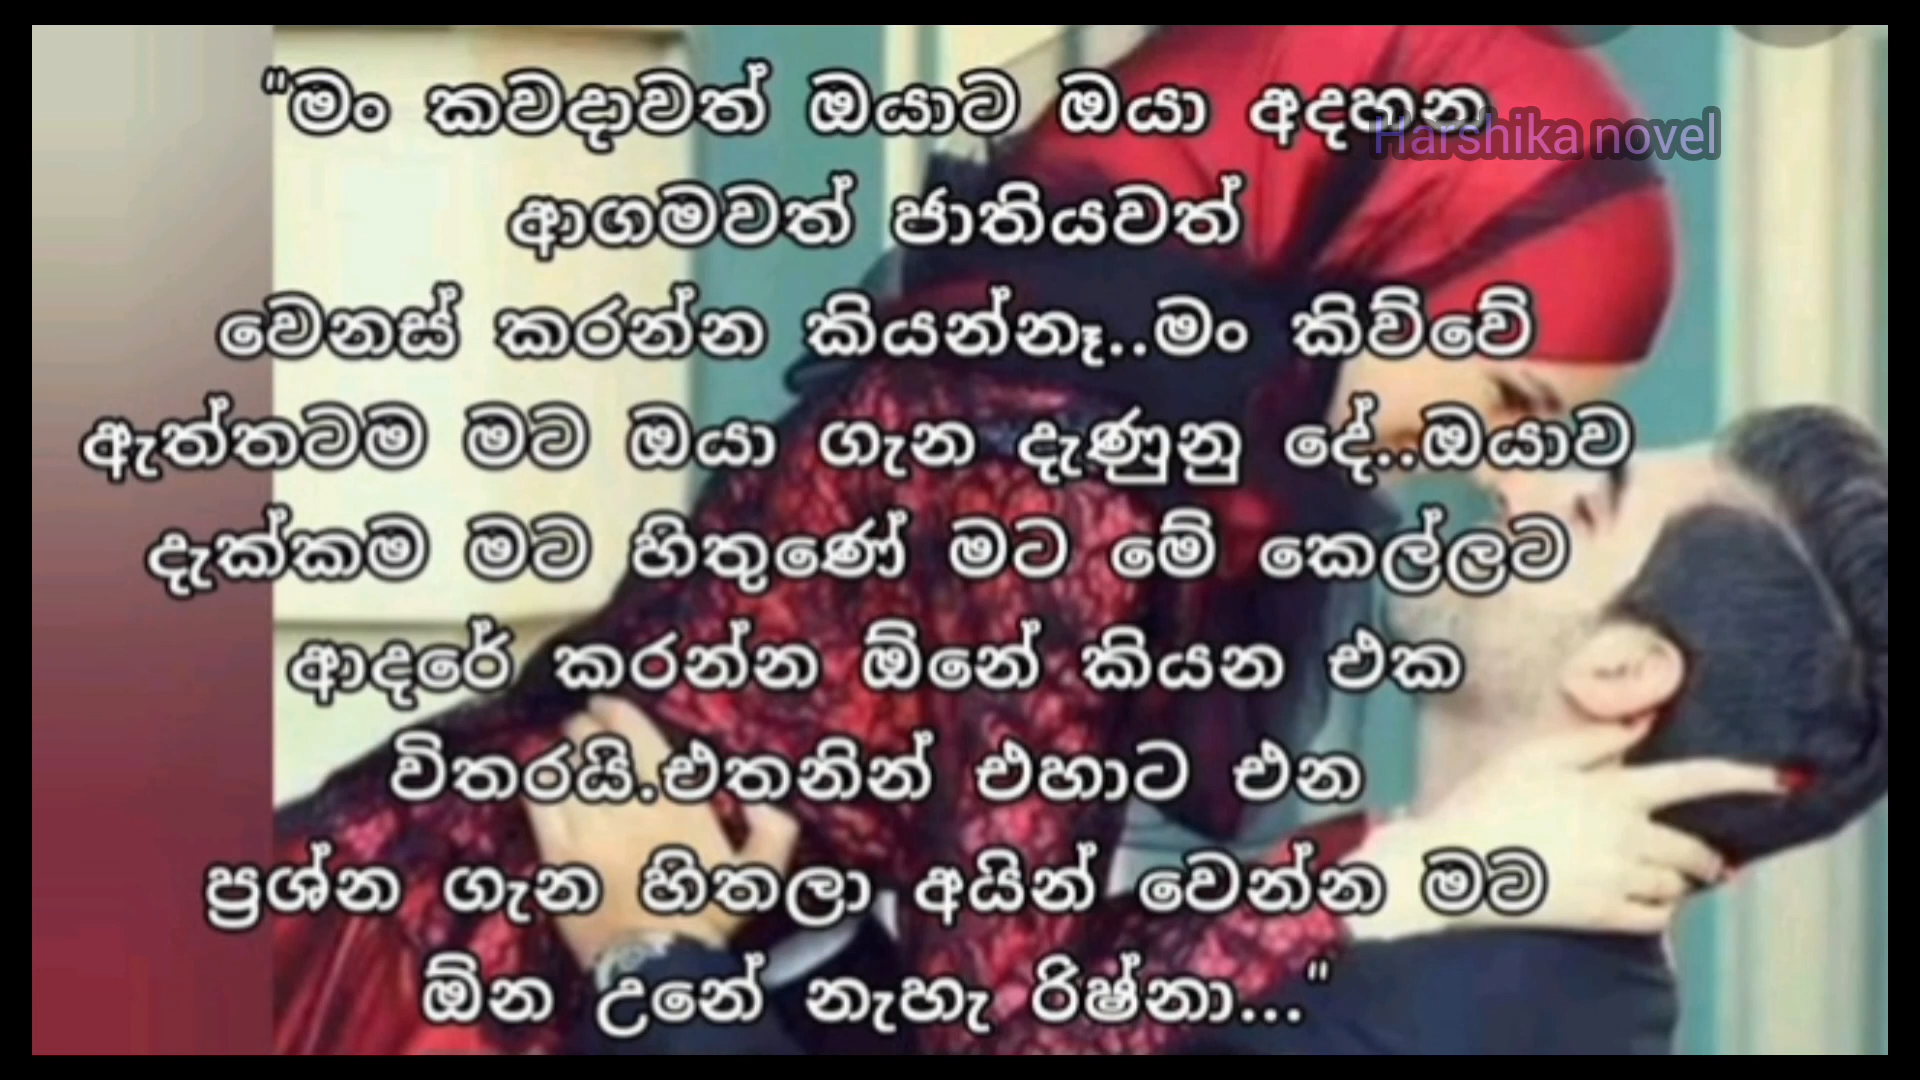 "මං කවදාවත් ඔයාට ඔයා අදහන
Harshika novel
ආගමවත් ජාතියවත්
වෙනස් කරන්න කියන්නෑ..මං කිව්වේ
ඇත්තටම මට ඔයා ගැන දැණුනු දේ..ඔයාව
දැක්කම මට හිතුණේ මට මේ කෙල්ලට
ආදරේ කරන්න ඕනේ කියන එක
විතරයි.එතනින් එහාට එන
ප්‍රශ්න ගැන හිතලා අයින් වෙන්න මට
ඕන උනේ නැහැ රිෂ්නා..."